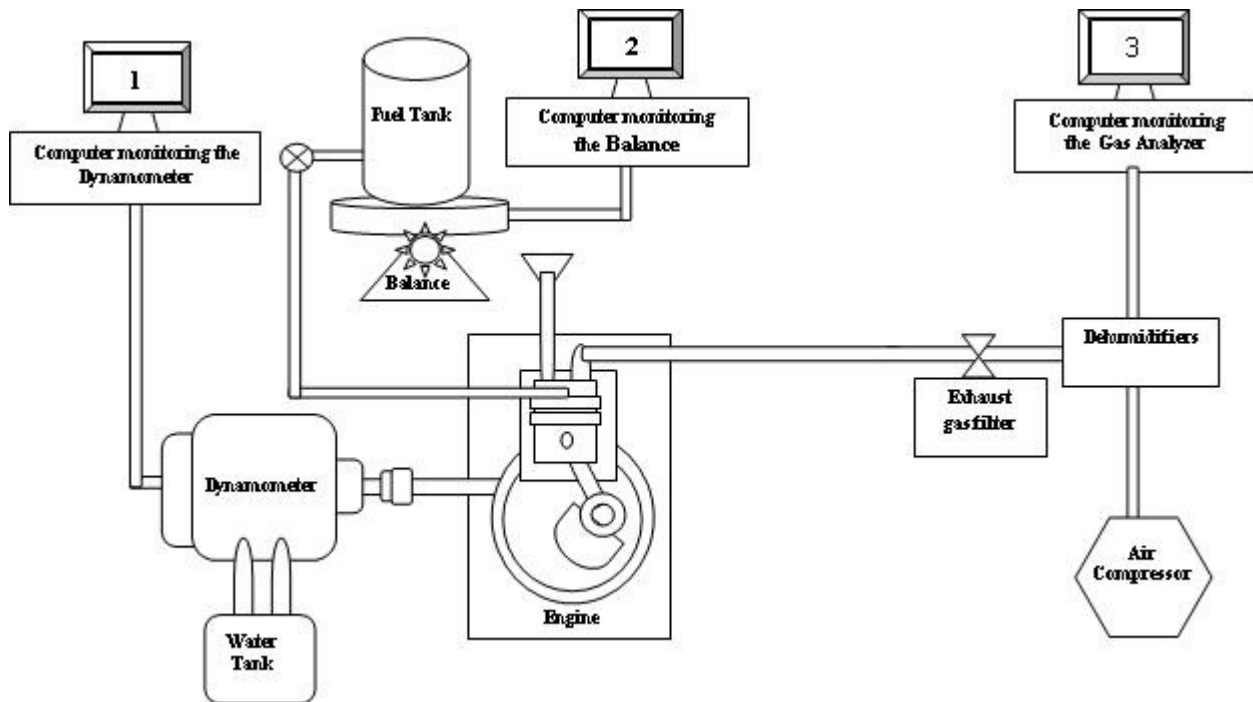 1
Computer monitoring the
Dynamometer
Fuel Tank
2
Computer monitoring
the Balance
3
Computer monitoring
the Gas Analyzer
Balance
Dehumidifiers
Exhaust
gas filter
Dynamometer
Air
Compressor
Engine
Water
Tank